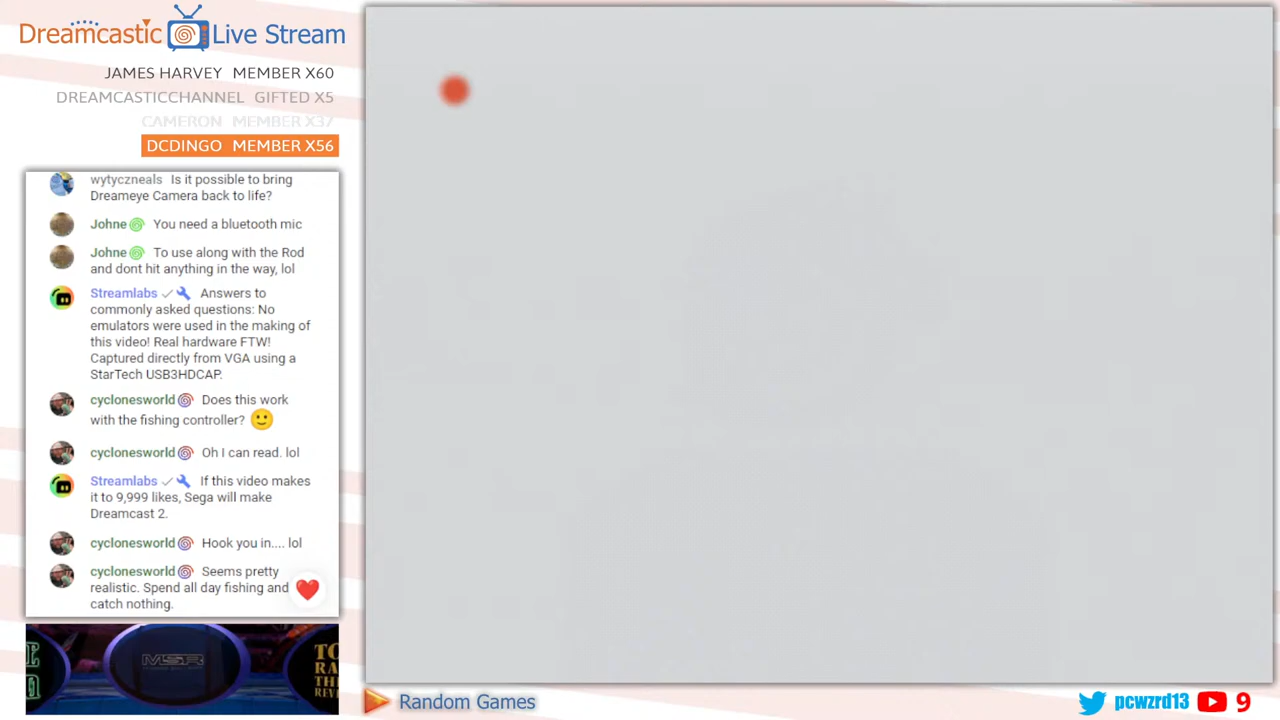 Dreamcastic Live Stream
JAMES HARVEY MEMBER X60
DREAMCASTICCHANNEL GIFTED X5
CAMERON MEMBER X37
DCDINGO MEMBER X56
wytyczneals Is it possible to bring
Dreameye Camera back to life?
Johne You need a bluetooth mic
Johne To use along with the Rod
and dont hit anything in the way, lol
Streamlabs Answers to
commonly asked questions: No
emulators were used in the making of
this video! Real hardware FTW!
Captured directly from VGA using a
StarTech USB3HDCAP.
cyclonesworld Does this work
with the fishing controller?
cyclonesworld Oh I can read. lol
Streamlabs If this video makes
it to 9,999 likes, Sega will make
Dreamcast 2.
cyclonesworld Hook you in.... lol
cyclonesworld Seems pretty
realistic. Spend all day fishing and
catch nothing.
MSR
Random Games
pcwzrd13 9